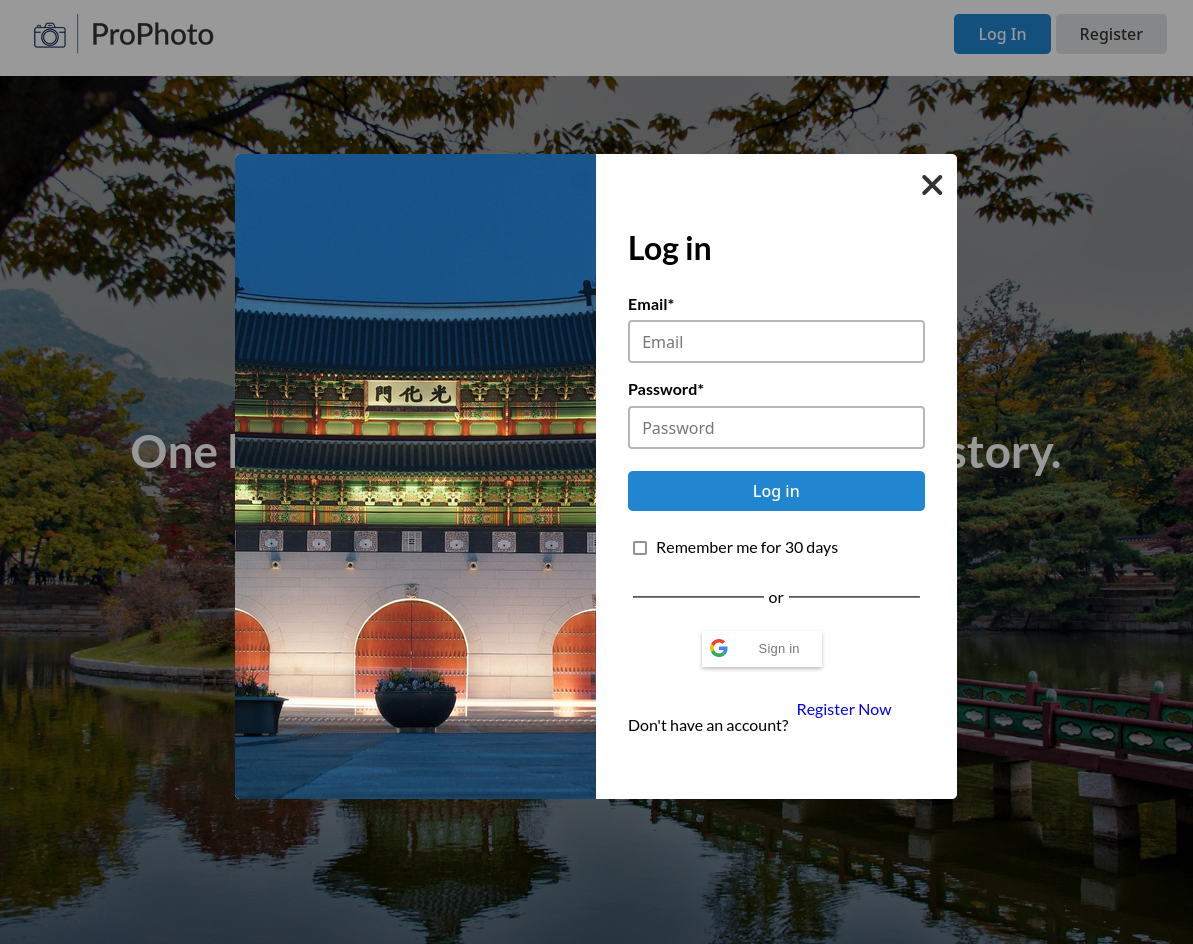 ProPhoto
Log In
Register
One
story.
門化光
Log in
Email*
Email
Password*
Password
Log in
Remember me for 30 days
or
Sign in
Don't have an account? Register Now